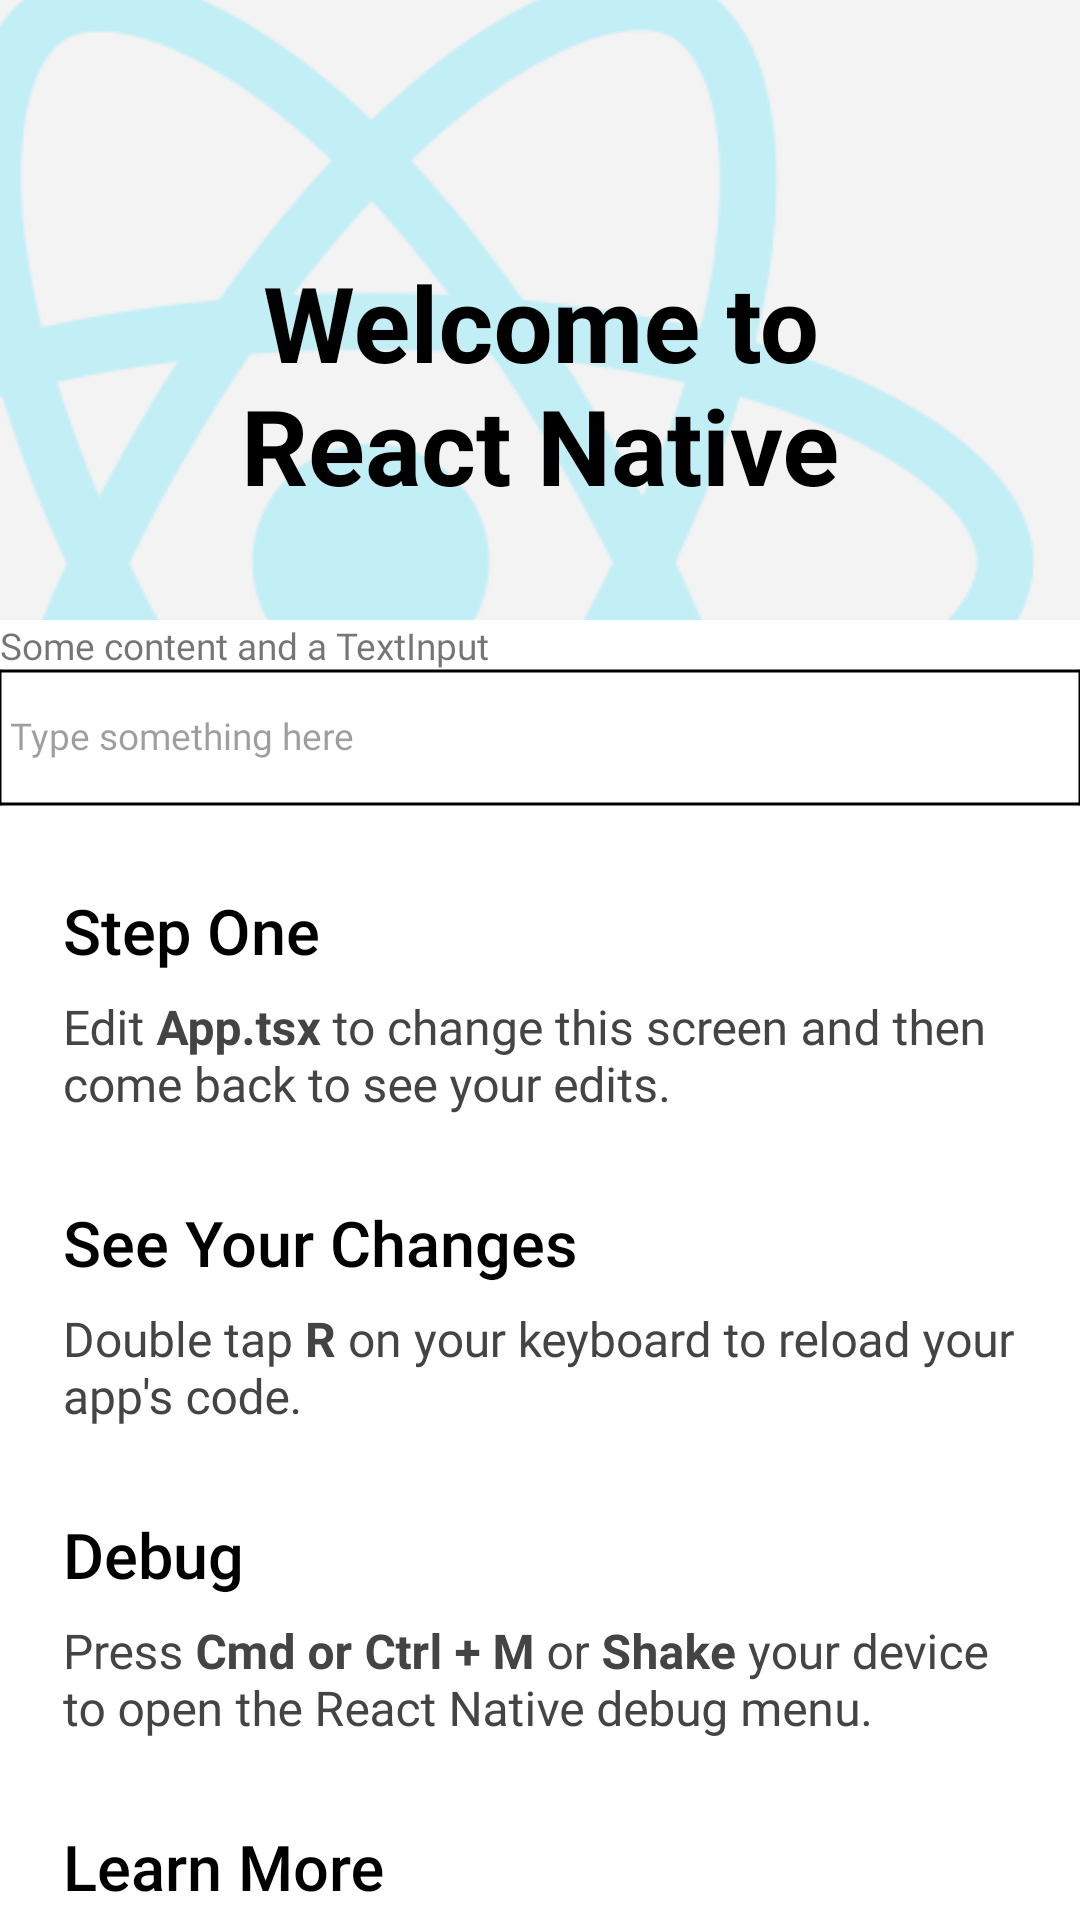 Welcome to
React Native
Some content and a TextInput
Type something here
Step One
Edit App.tsx to change this screen and then
come back to see your edits.
See Your Changes
Double tap R on your keyboard to reload your
app's code.
Debug
Press Cmd or Ctrl + M or Shake your device
to open the React Native debug menu.
Learn More